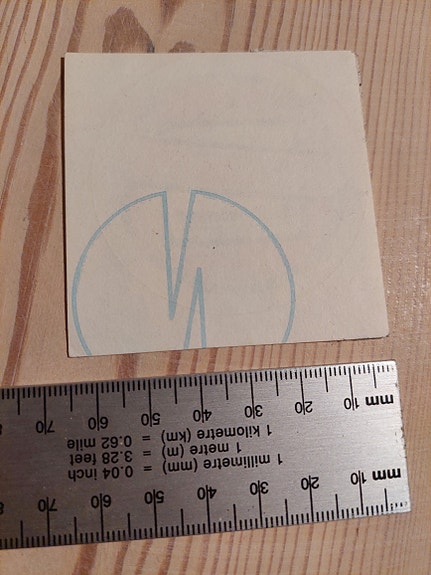 mm 10 20 30 40 50 60 70
1 millimetre (mm) = 0.04 inch
1 metre (m) = 3.28 feet
1 kilometre (km) = 0.62 mile
mm 10 20 30 40 50 60 70